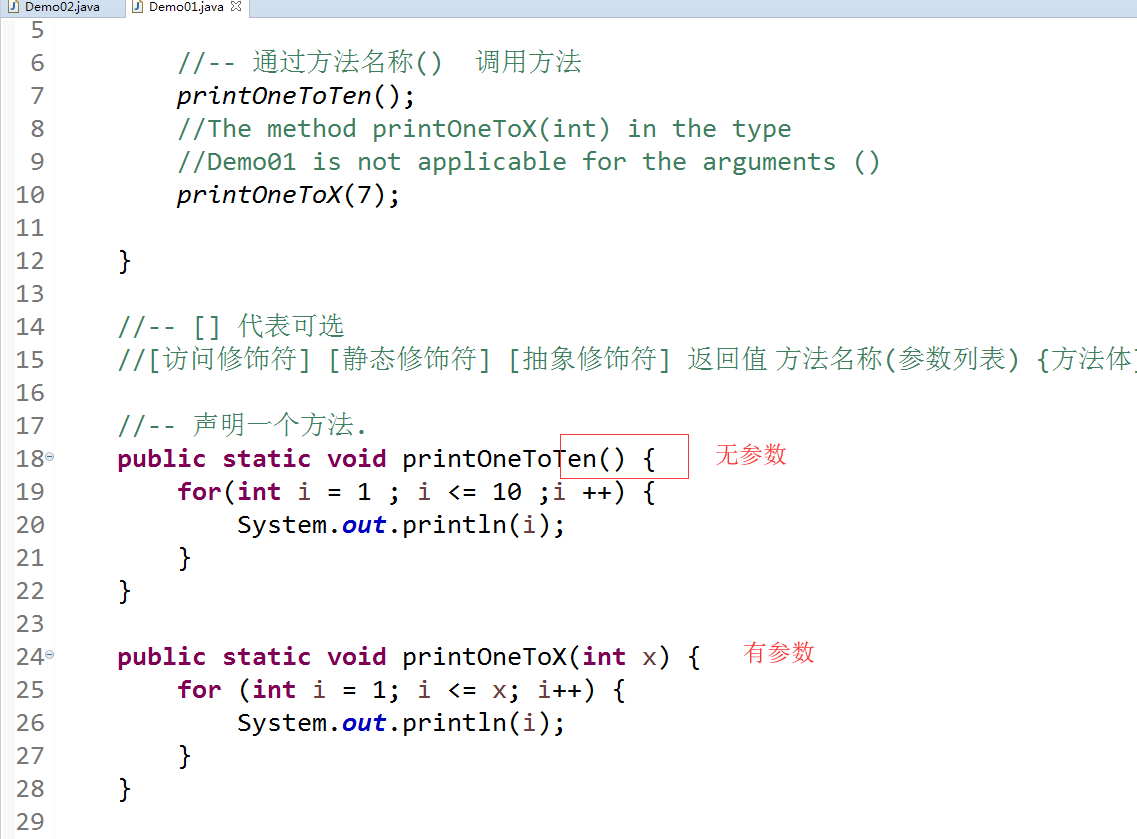 Demo02.java Demo01.java
5
6 //-- 通过方法名称() 调用方法
7 printOneToTen();
8 //The method printOneToX(int) in the type
9 //Demo01 is not applicable for the arguments ()
10 printOneToX(7);
11
12 }
13
14 //-- [] 代表可选
15 //[访问修饰符] [静态修饰符] [抽象修饰符] 返回值 方法名称(参数列表) {方法体}
16
17 //-- 声明一个方法.
18 public static void printOneToTen() { 无参数
19 for(int i = 1 ; i <= 10 ;i ++) {
20 System.out.println(i);
21 }
22 }
23
24 public static void printOneToX(int x) { 有参数
25 for (int i = 1; i <= x; i++) {
26 System.out.println(i);
27 }
28 }
29